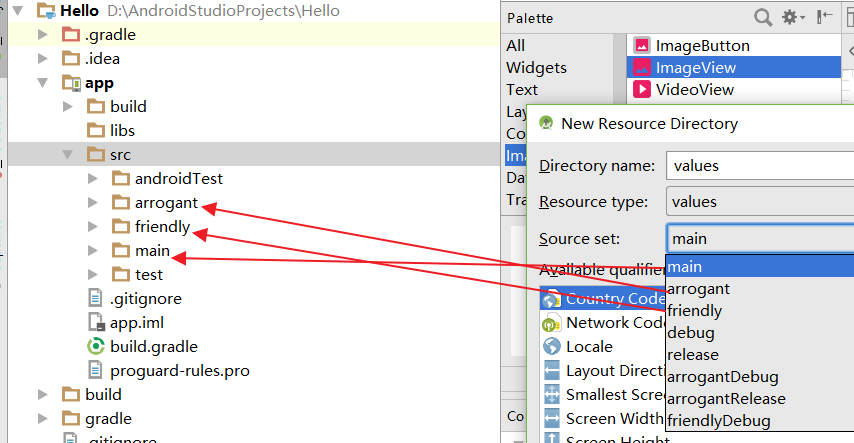 Hello D:\AndroidStudioProjects\Hello
.gradle
.idea
app
build
libs
src
androidTest
arrogant
friendly
main
test
.gitignore
app.iml
build.gradle
proguard-rules.pro
build
gradle
.gitignore
Palette
All
Widgets
Text
Lay
Co
Ima
Da
Tra
ImageButton
ImageView
VideoView
New Resource Directory
Directory name: values
Resource type: values
Source set: main
Available qualifie
Country Code
Network Code
Locale
Layout Directi
Smallest Scree
Screen Width
Screen Height
main
arrogant
friendly
debug
release
arrogantDebug
arrogantRelease
friendlyDebug
Co